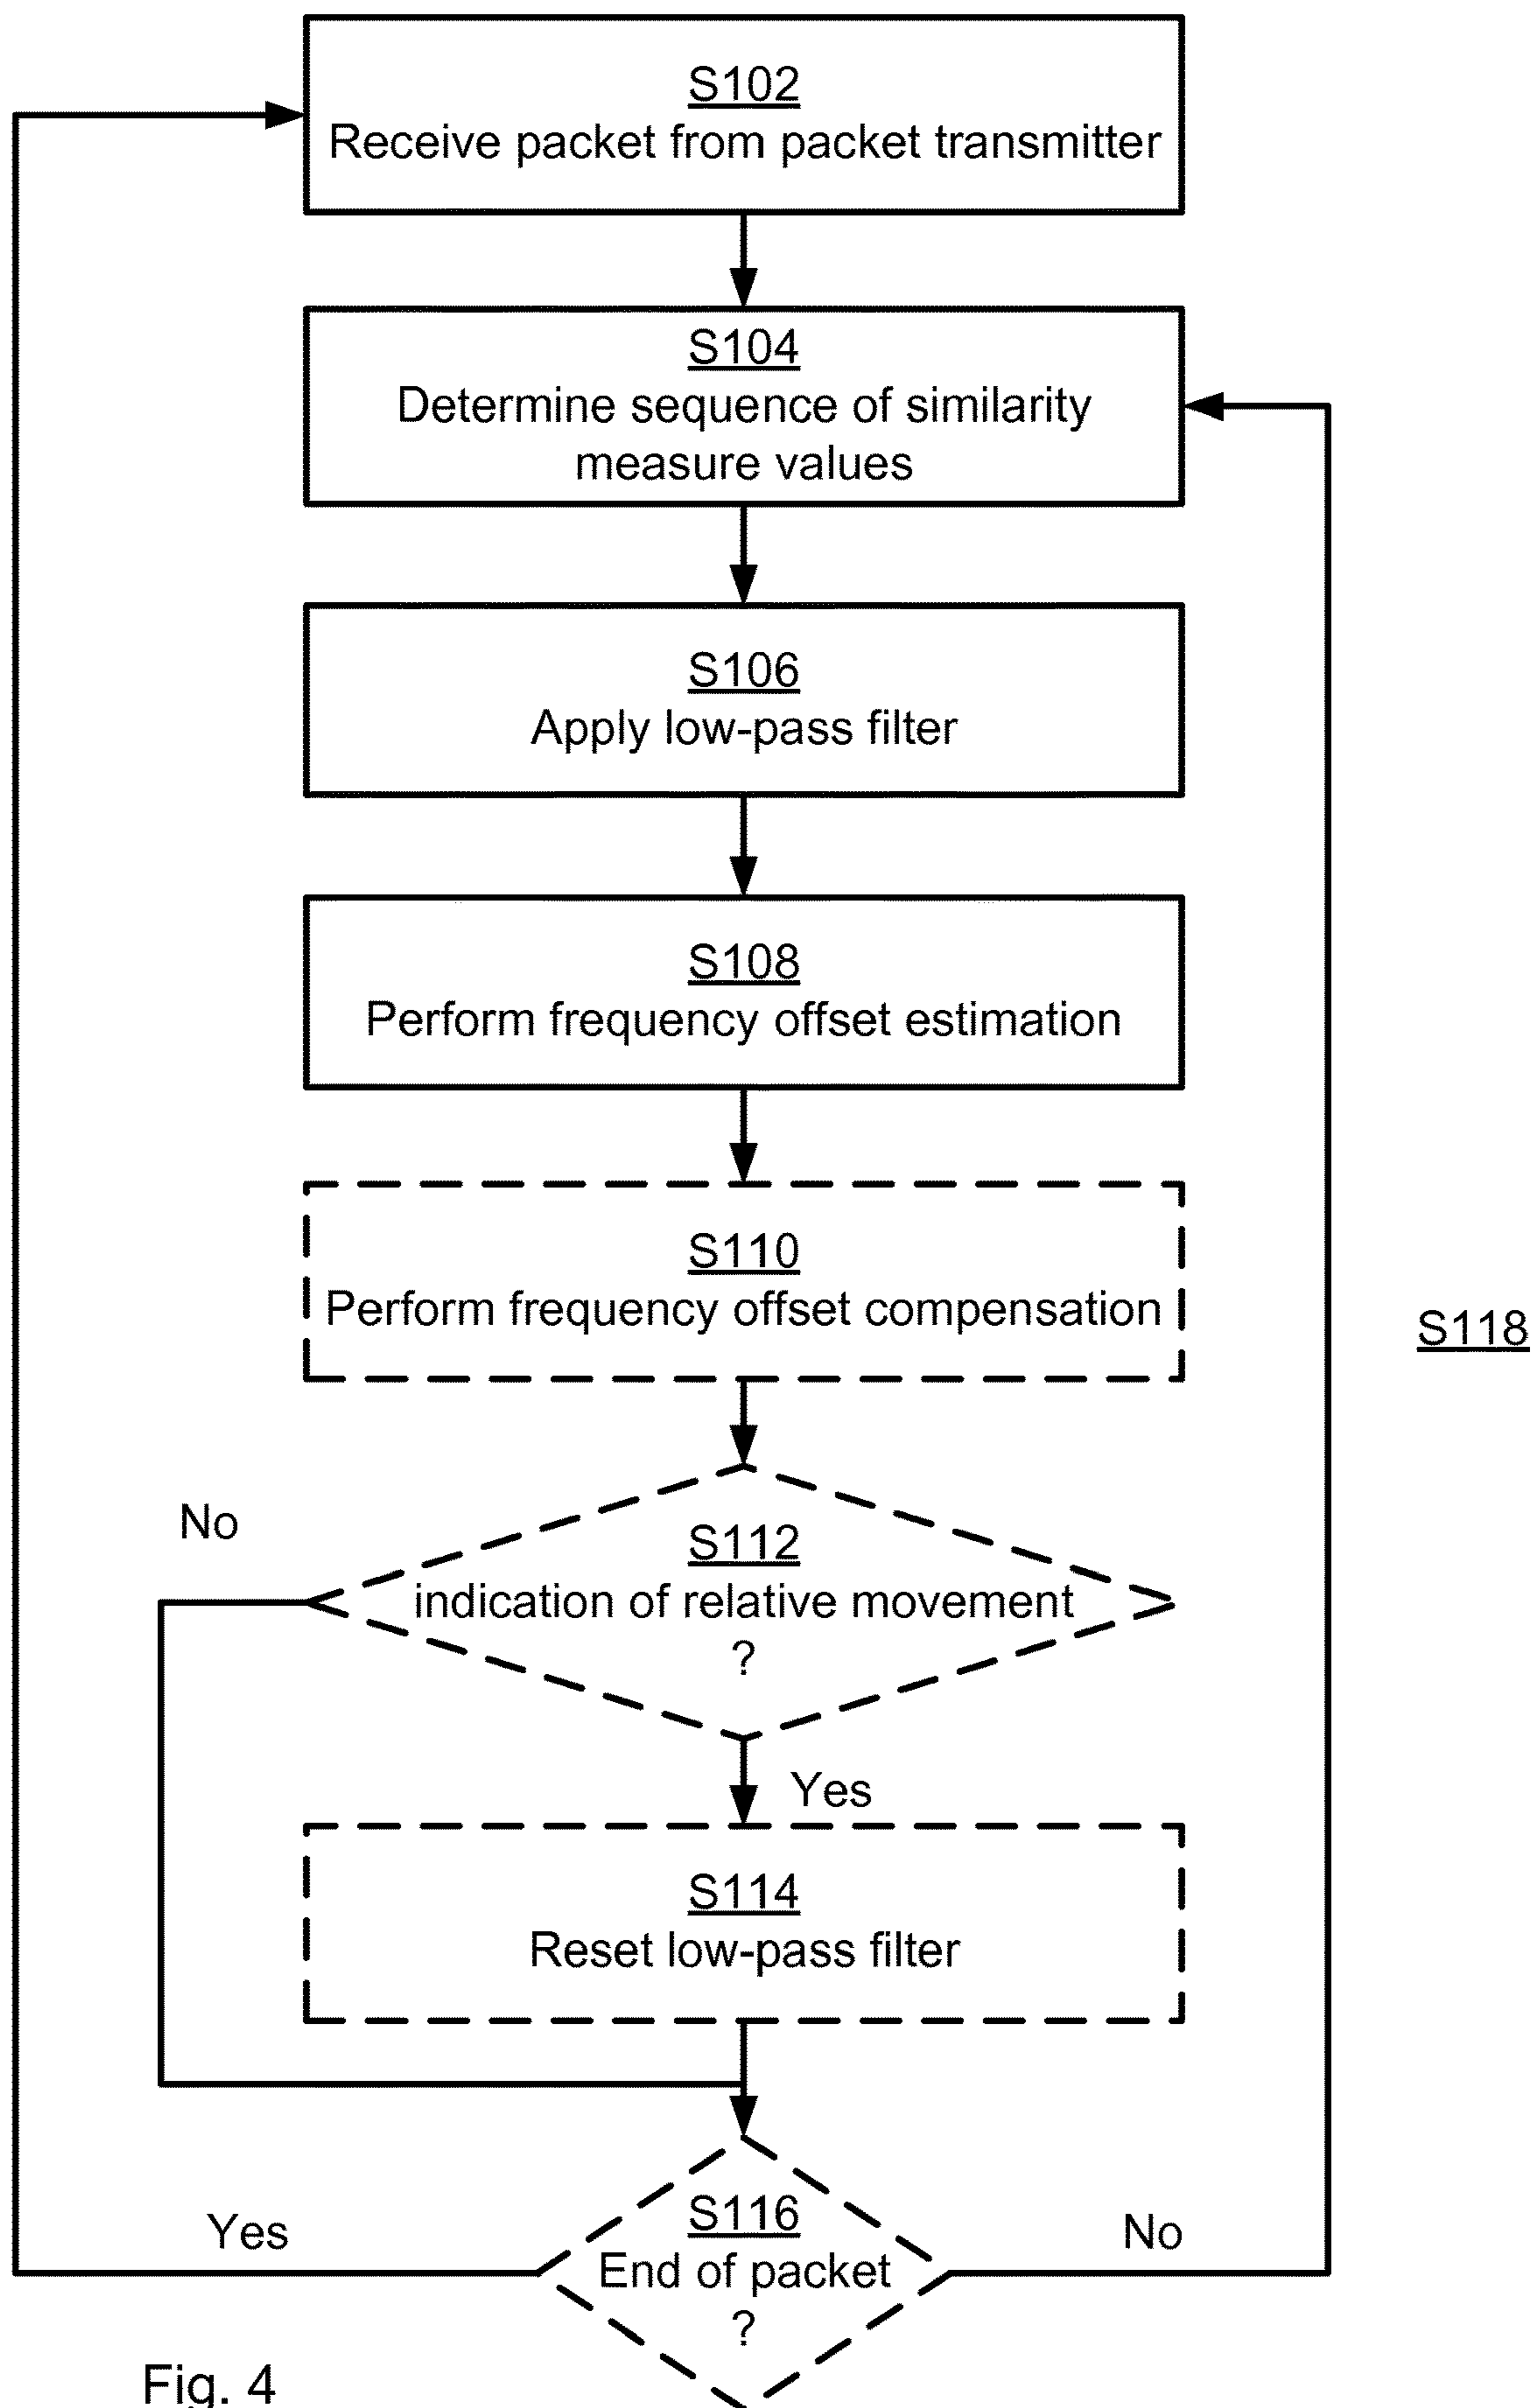 S102
Receive packet from packet transmitter
S104
Determine sequence of similarity
measure values
S106
Apply low-pass filter
S108
Perform frequency offset estimation
S110
Perform frequency offset compensation
S118
No
S112
indication of relative movement
?
Yes
S114
Reset low-pass filter
Yes
S116
End of packet
?
No
Fig. 4